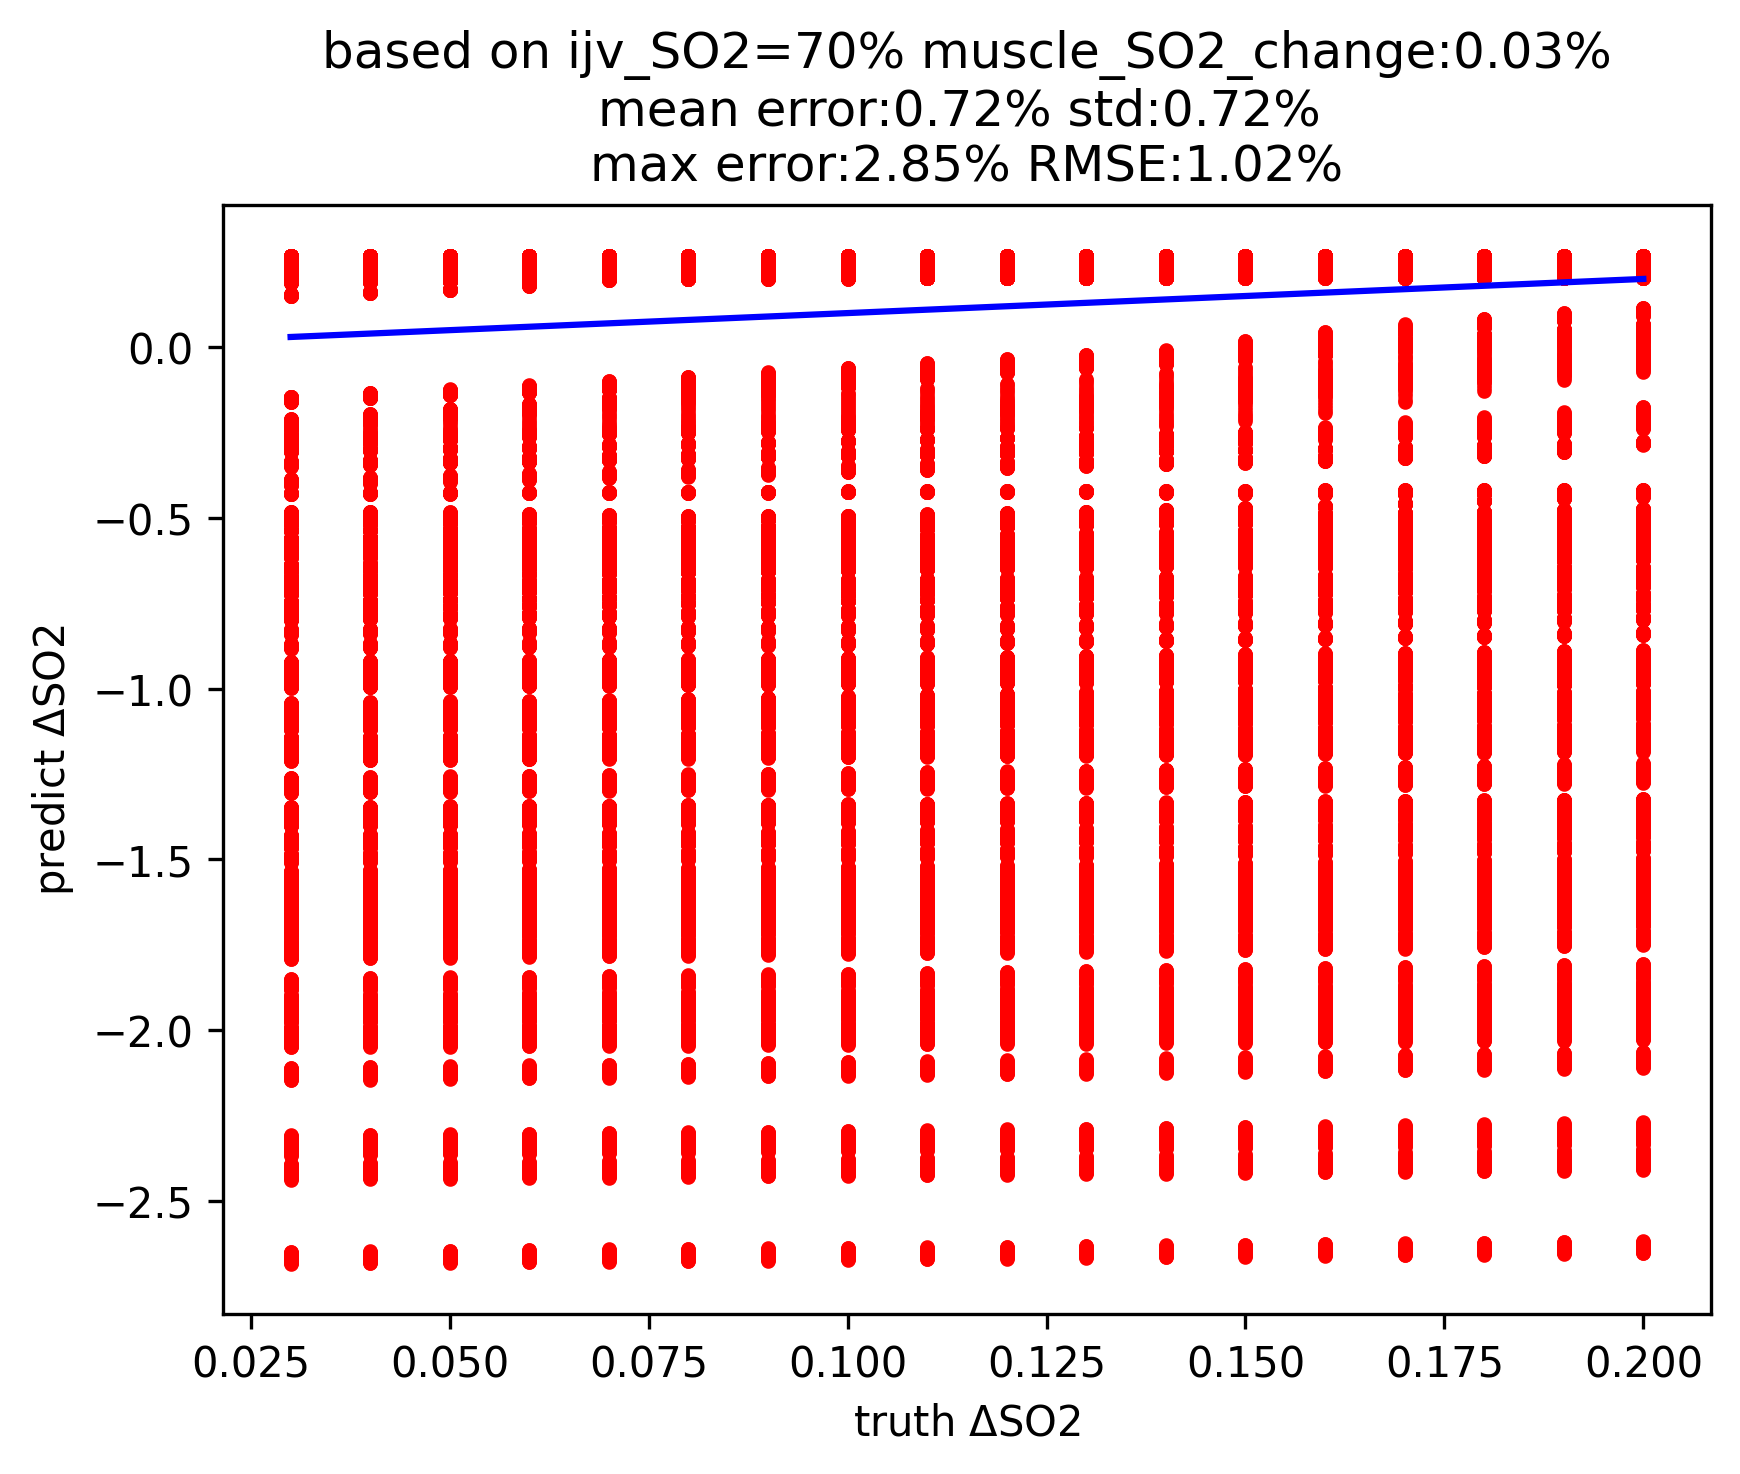 based on ijv_SO2=70% muscle_SO2_change:0.03%
mean error:0.72% std:0.72%
max error:2.85% RMSE:1.02%
0.0
−0.5
−1.0
−1.5
−2.0
−2.5
predict ΔSO2
0.025 0.050 0.075 0.100 0.125 0.150 0.175 0.200
truth ΔSO2